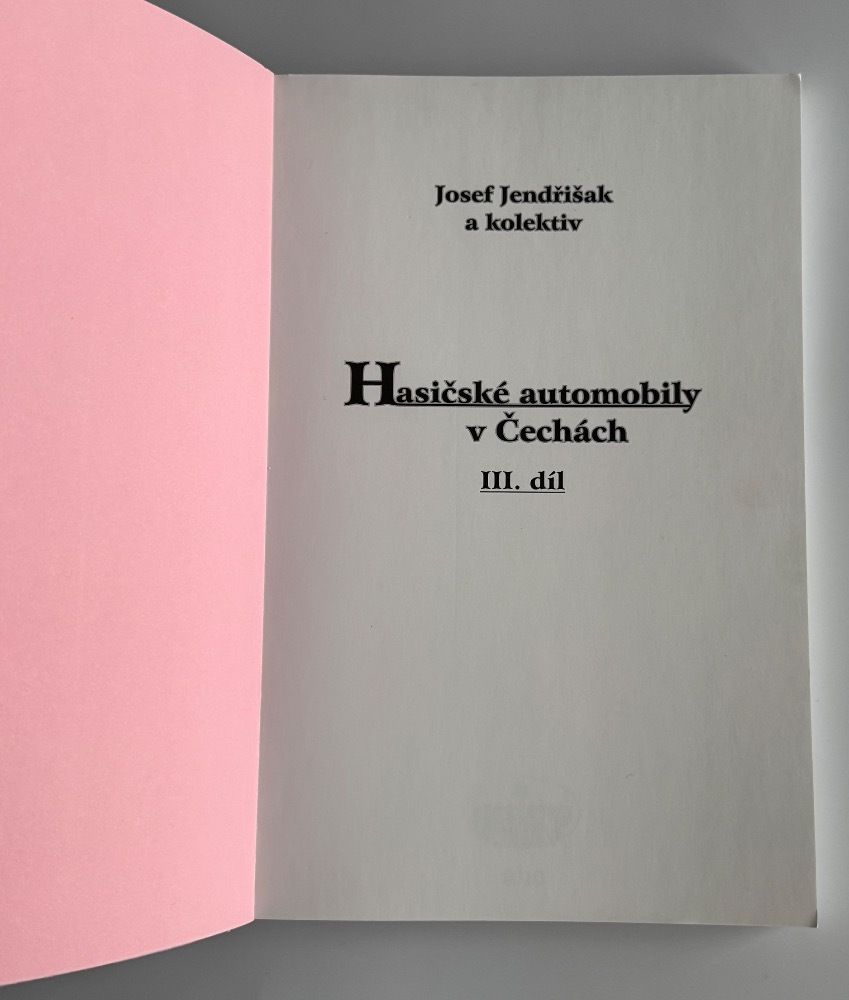 Josef Jendřišak
a kolektiv
Hasičské automobily
v Čechách
III. díl